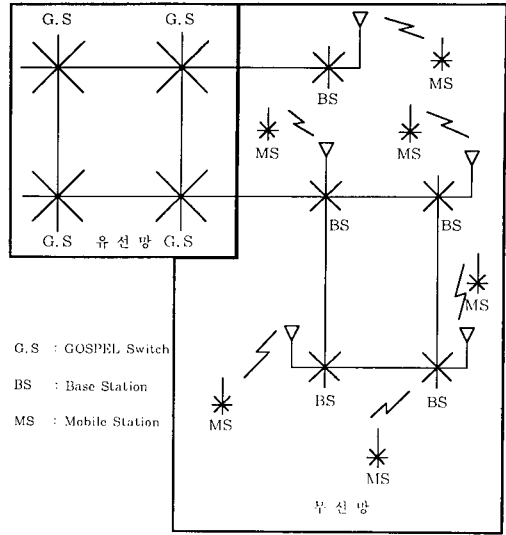 G.S G.S
BS
MS
MS
MS
G.S 유선망 G.S
BS
BS
MS
G.S : GOSPEL Switch
BS : Base Station
MS : Mobile Station
MS
BS
BS
MS
무선망